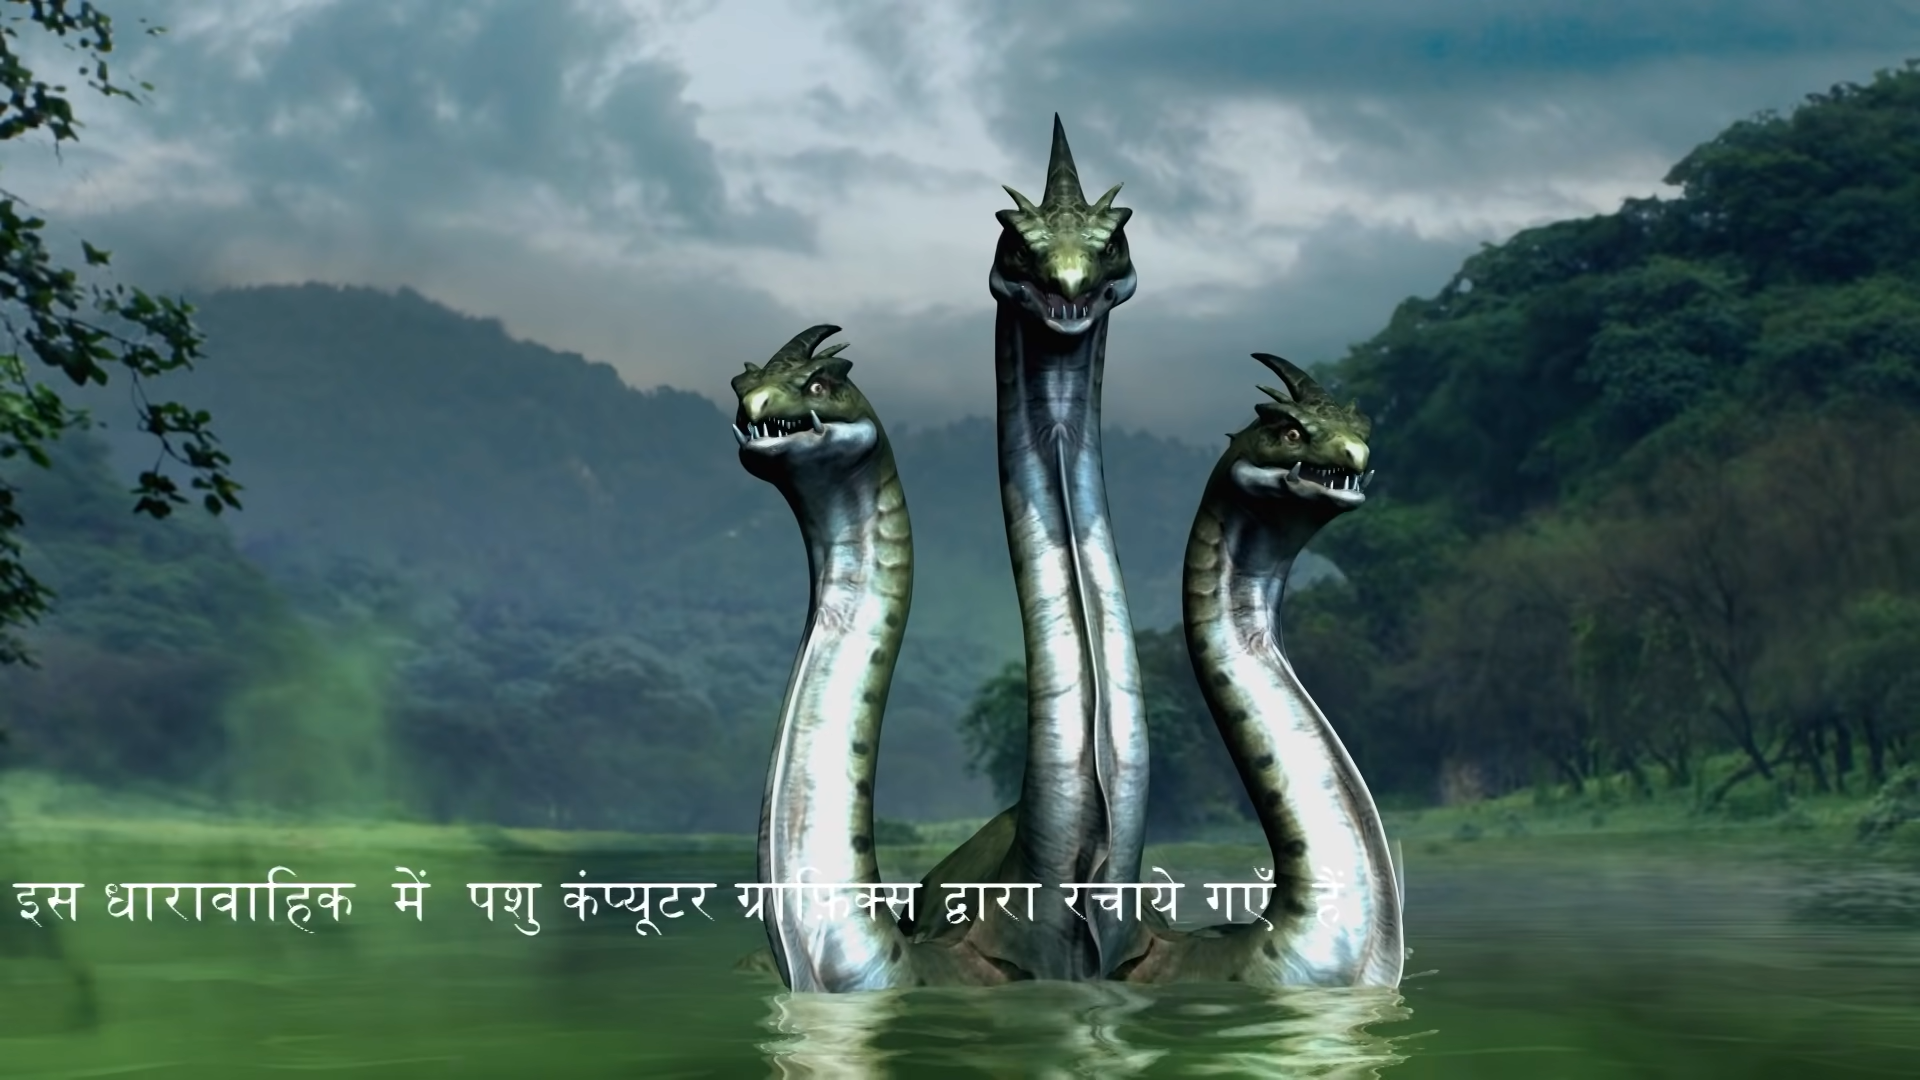 इस धारावाहिक में पशु कंप्यूटर ग्राफ़िक्स द्वारा रचाये गएँ हैं